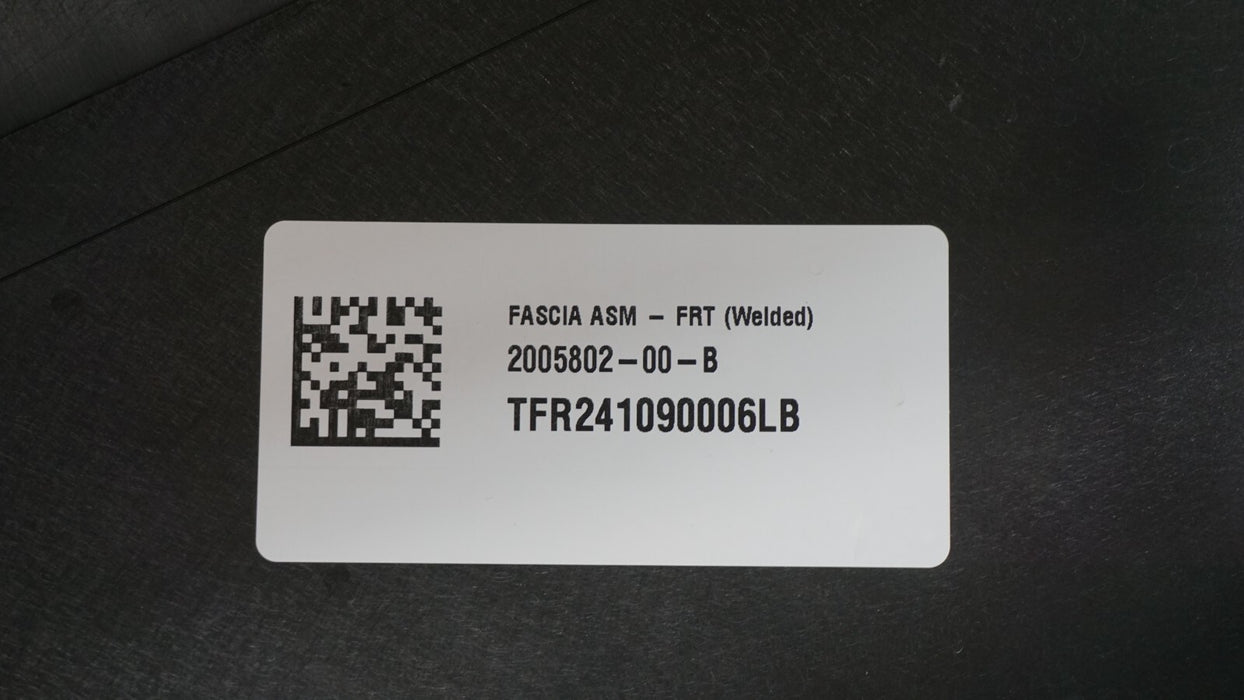 FASCIA ASM – FRT (Welded)
2005802–00–B
TFR241090006LB